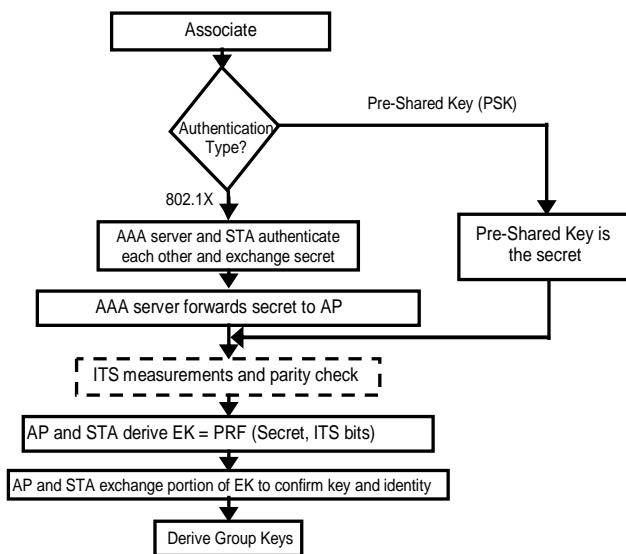 Associate
Authentication
Type?
Pre-Shared Key (PSK)
802.1X
AAA server and STA authenticate
each other and exchange secret
Pre-Shared Key is
the secret
AAA server forwards secret to AP
ITS measurements and parity check
AP and STA derive EK = PRF (Secret, ITS bits)
AP and STA exchange portion of EK to confirm key and identity
Derive Group Keys